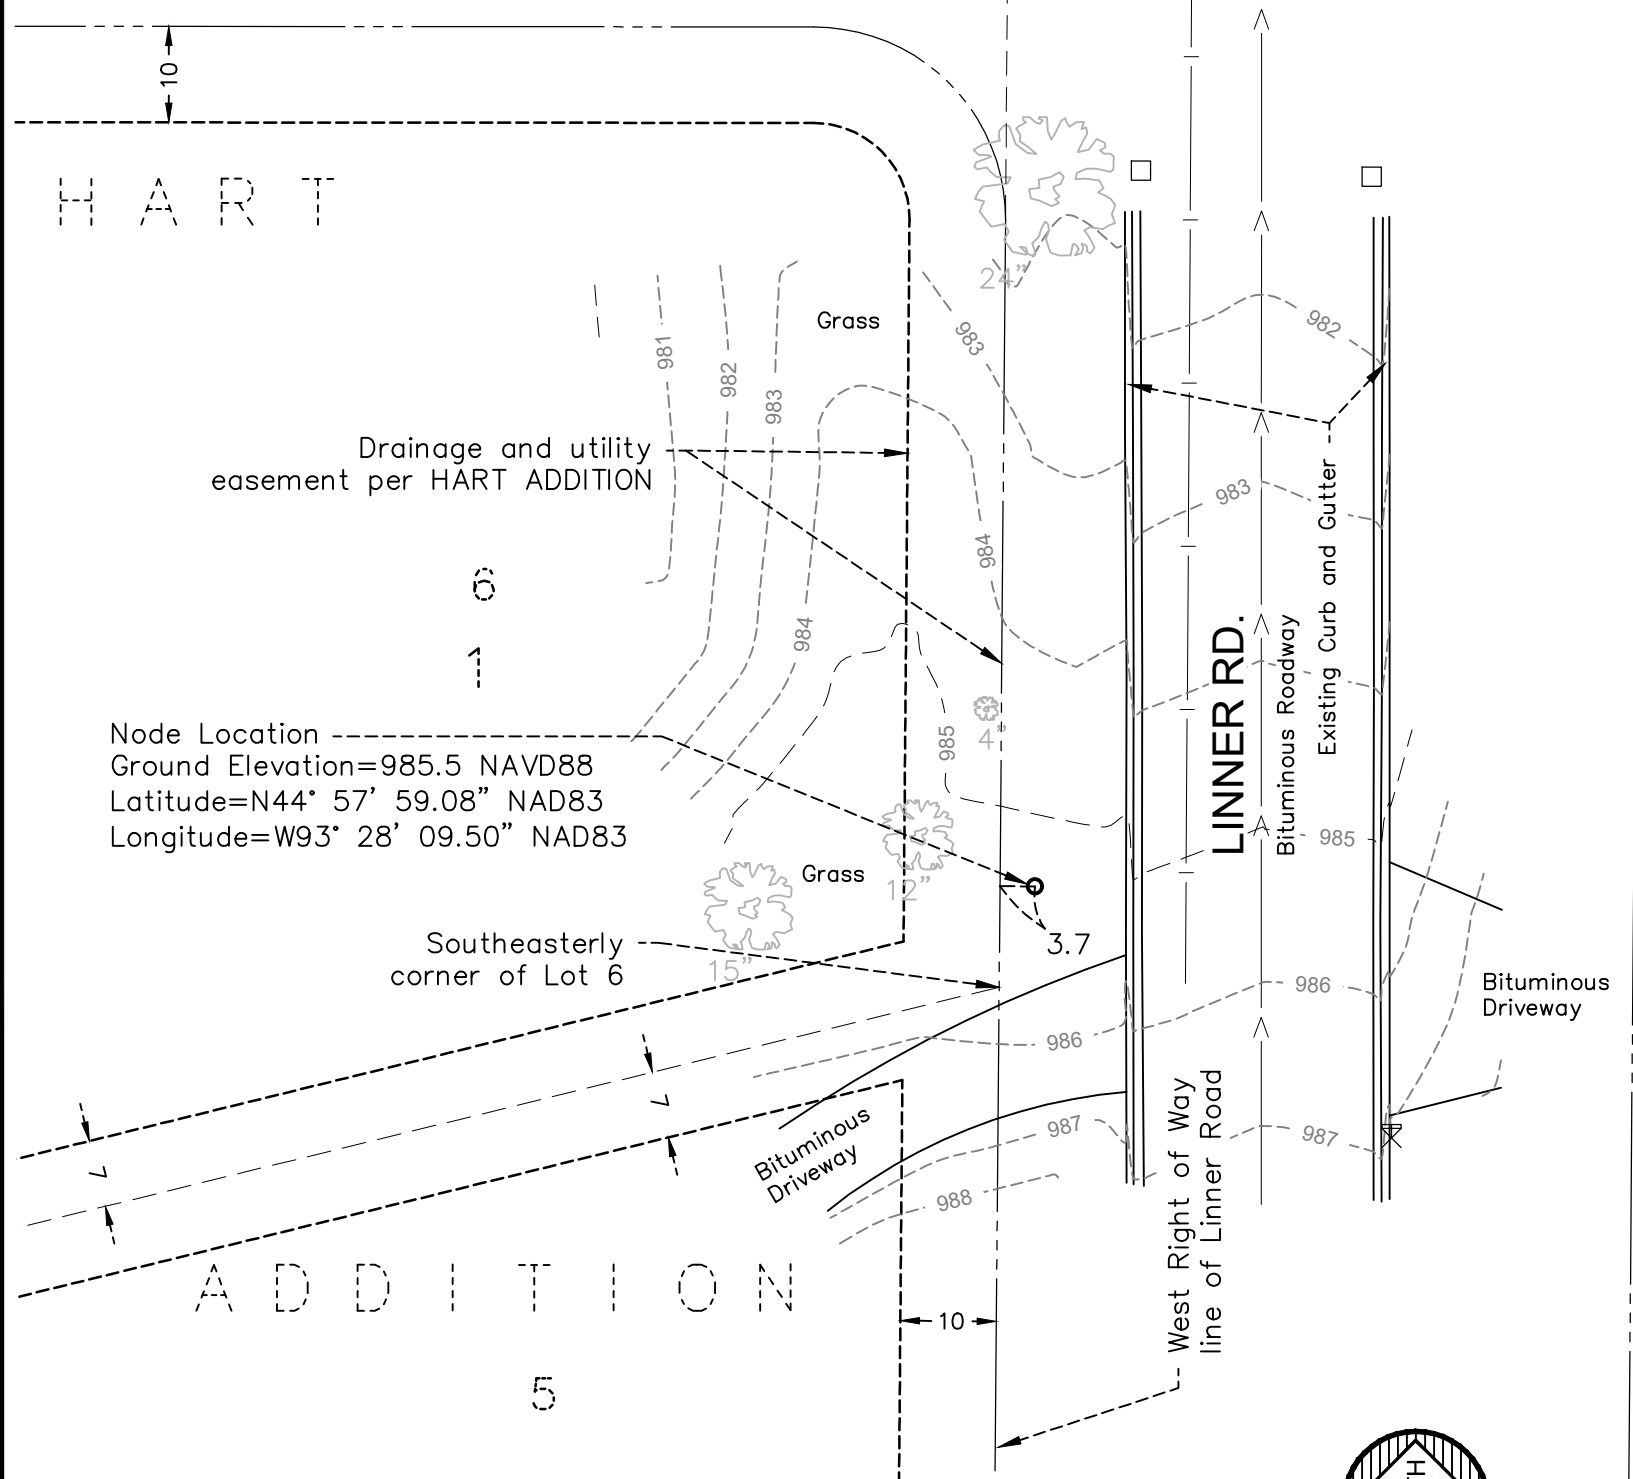 10
HART
24"
Grass
981
982
983
983
982
Drainage and utility
easement per HART ADDITION
983
984
984
6
1
LINNER RD.
Bituminous Roadway
Existing Curb and Gutter
4"
985
985
Node Location
Ground Elevation=985.5 NAVD88
Latitude=N44° 57' 59.08" NAD83
Longitude=W93° 28' 09.50" NAD83
Grass
12"
15"
3.7
Southeasterly
corner of Lot 6
986
986
Bituminous
Driveway
7
7
Bituminous
Driveway
987
987
988
West Right of Way
line of Linner Road
ADDITION
10
5